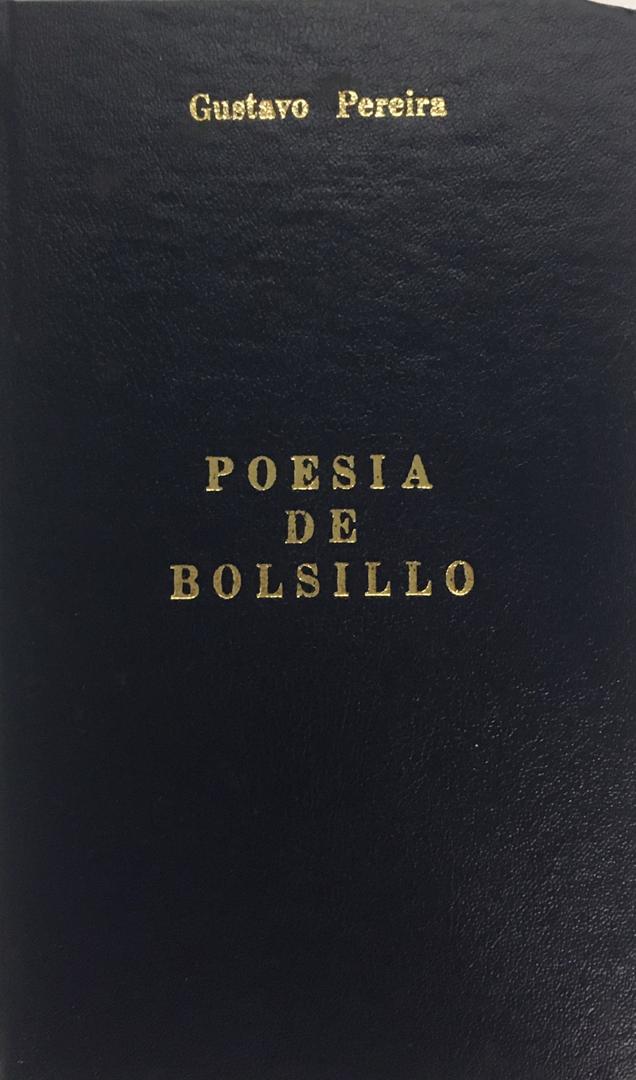 Gustavo Pereira
POESIA
DE
BOLSILLO